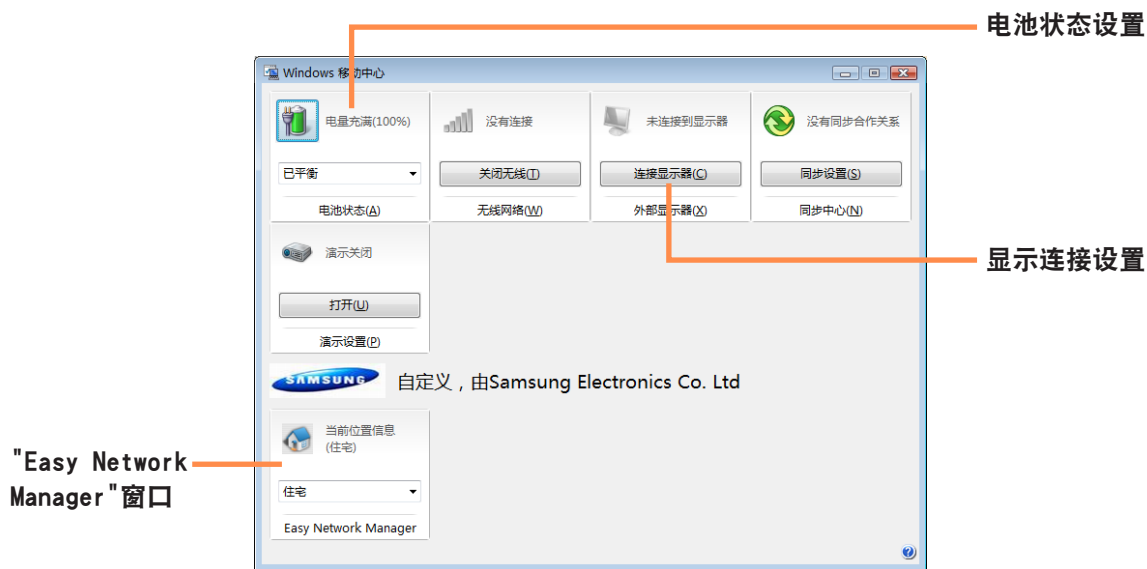 电池状态设置
Windows 移动中心
电量充满(100%)
没有连接
未连接到显示器
没有同步合作关系
已平衡
关闭无线(T)
连接显示器(C)
同步设置(S)
电池状态(A)
无线网络(W)
外部显示器(X)
同步中心(N)
演示关闭
显示连接设置
打开(U)
演示设置(P)
SAMSUNG
自定义，由Samsung Electronics Co. Ltd
当前位置信息
(住宅)
"Easy Network
Manager"窗口
住宅
Easy Network Manager